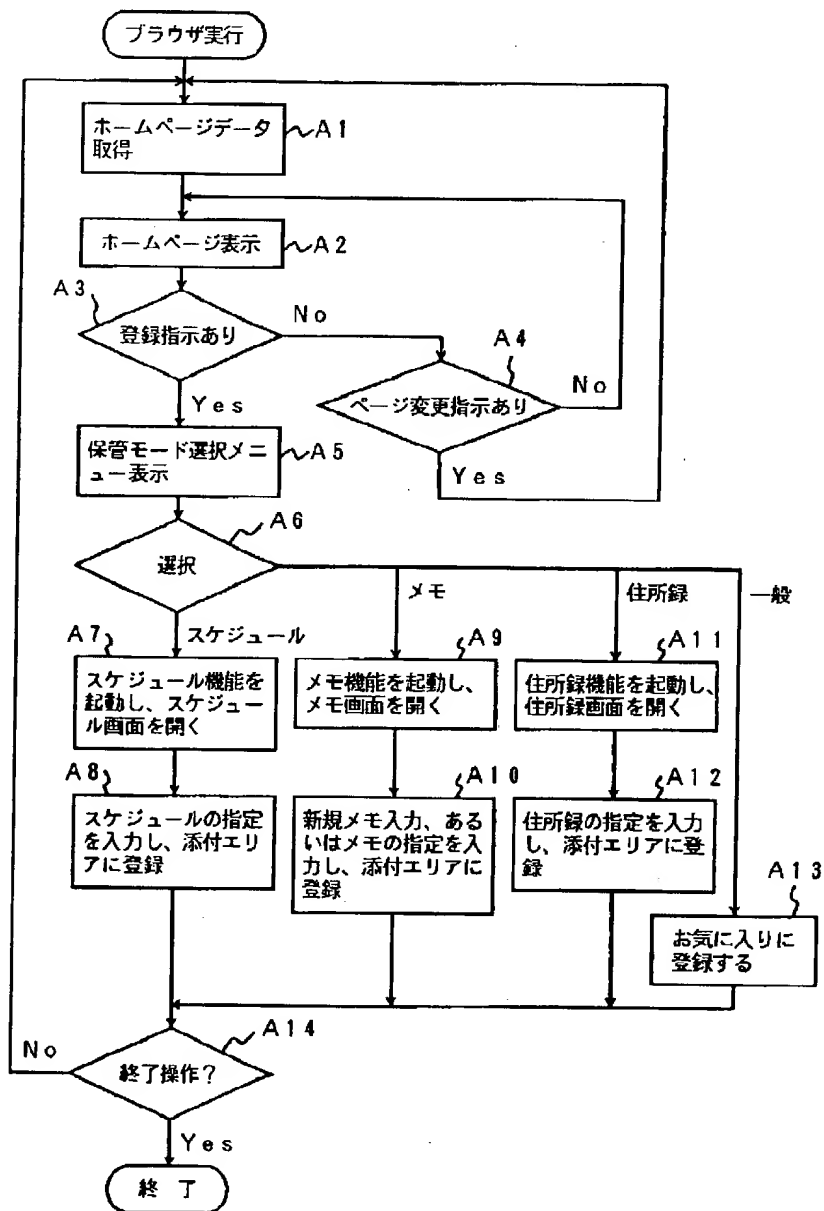 ブラウザ実行
ホームページデータ
取得
A1
ホームページ表示
A2
A3
登録指示あり
No
A4
ページ変更指示あり
No
Yes
Yes
保管モード選択メニ
ュー表示
A5
A6
選択
スケジュール
メモ
住所録
一般
A7
スケジュール機能を
起動し、スケジュー
ル画面を開く
A9
メモ機能を起動し、
メモ画面を開く
A11
住所録機能を起動し、
住所録画面を開く
A8
スケジュールの指定
を入力し、添付エリ
アに登録
A10
新規メモ入力、ある
いはメモの指定を入
力し、添付エリアに
登録
A12
住所録の指定を入力
し、添付エリアに登
録
A13
お気に入りに
登録する
A14
終了操作?
No
Yes
終 了